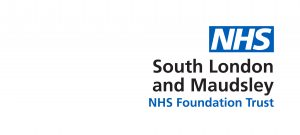 NHS
South London
and Maudsley
NHS Foundation Trust